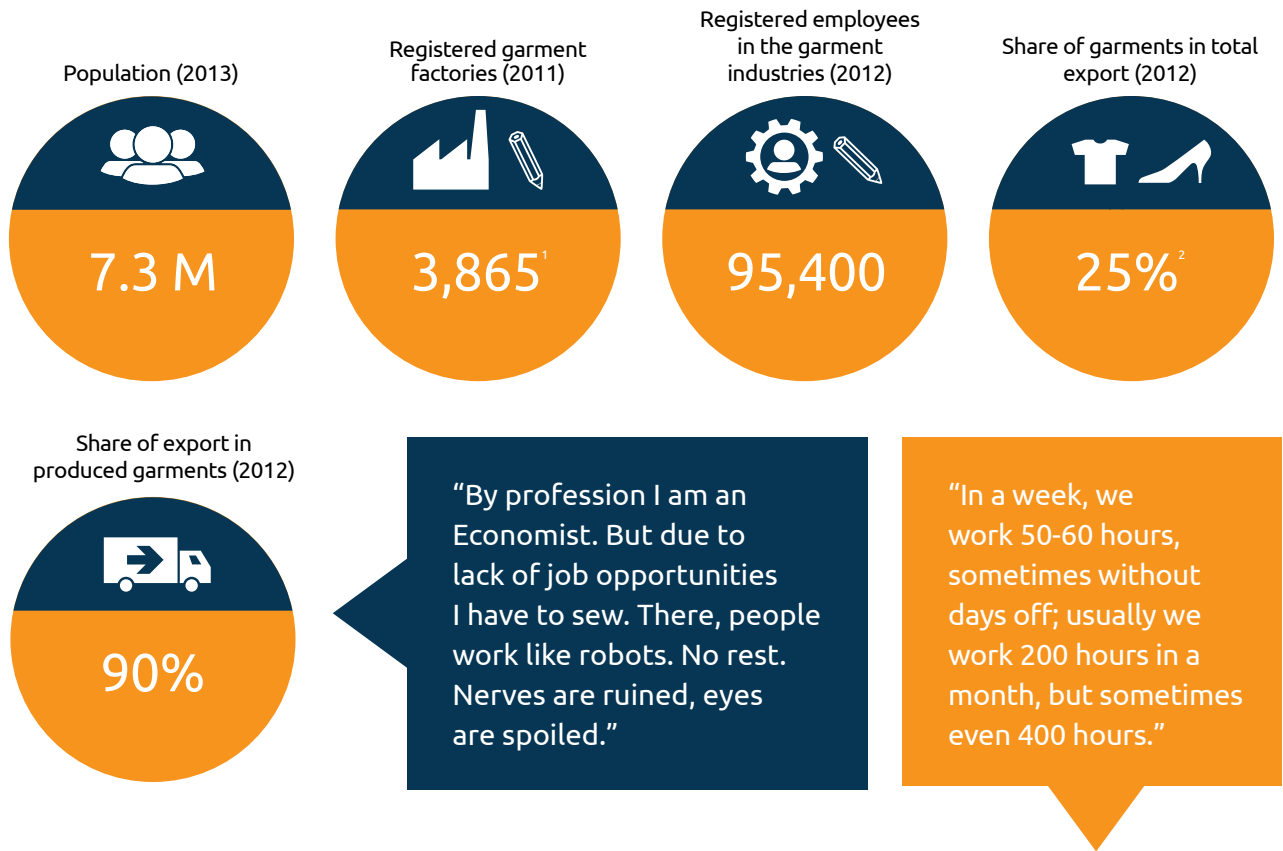 Population (2013)
7.3 M
Registered garment
factories (2011)
3,865¹
Registered employees
in the garment
industries (2012)
95,400
Share of garments in total
export (2012)
25%²
Share of export in
produced garments (2012)
90%
“By profession I am an
Economist. But due to
lack of job opportunities
I have to sew. There, people
work like robots. No rest.
Nerves are ruined, eyes
are spoiled.”
“In a week, we
work 50-60 hours,
sometimes without
days off; usually we
work 200 hours in a
month, but sometimes
even 400 hours.”